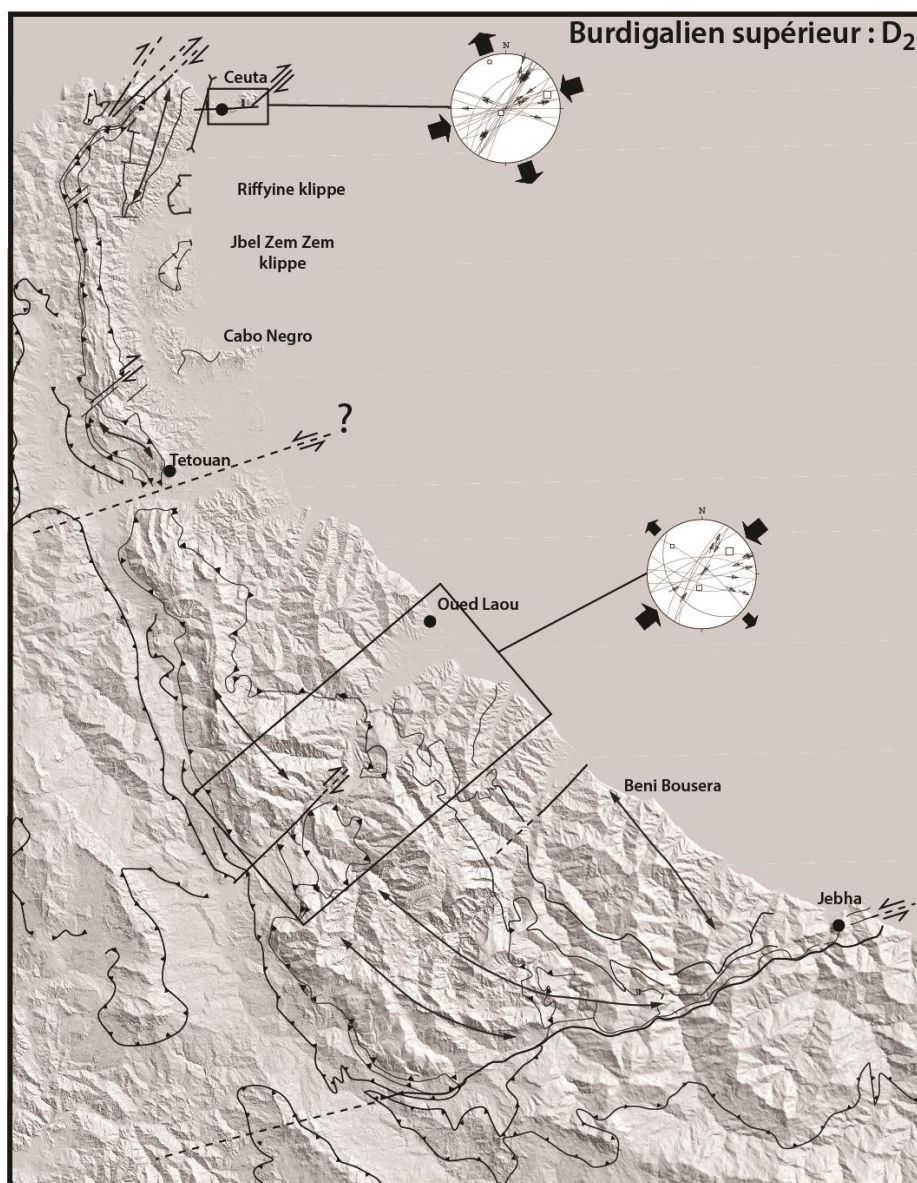 Burdigalien supérieur : D2
Ceuta
N
Riffyine klippe
Jbel Zem Zem
klippe
Cabo Negro
?
Tetouan
N
Oued Laou
Beni Bousera
Jebha